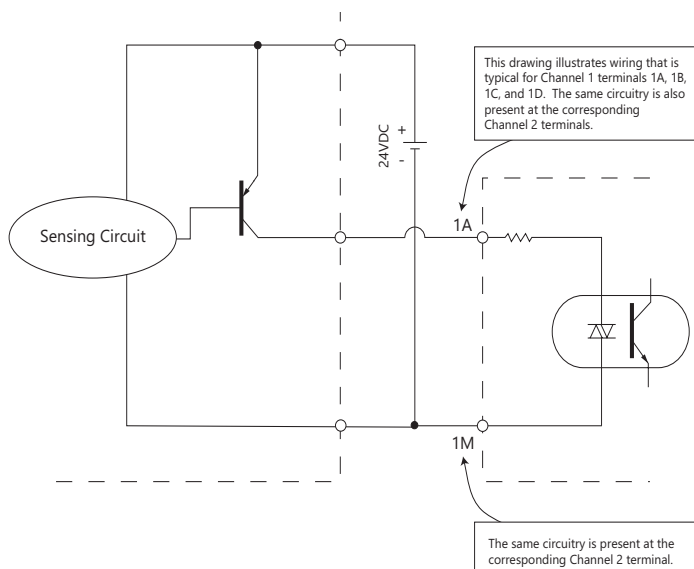 This drawing illustrates wiring that is
typical for Channel 1 terminals 1A, 1B,
1C, and 1D. The same circuitry is also
present at the corresponding
Channel 2 terminals.
24VDC
+
-
1A
Sensing Circuit
1M
The same circuitry is present at the
corresponding Channel 2 terminal.